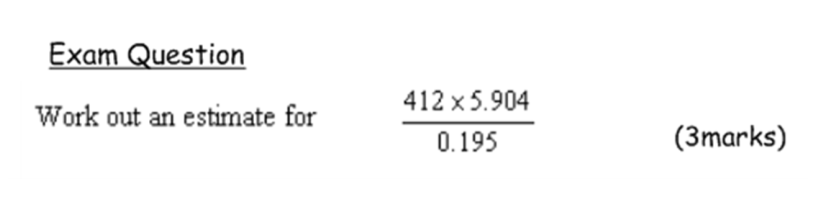 Exam Question
Work out an estimate for
412 x 5.904
0.195
(3marks)